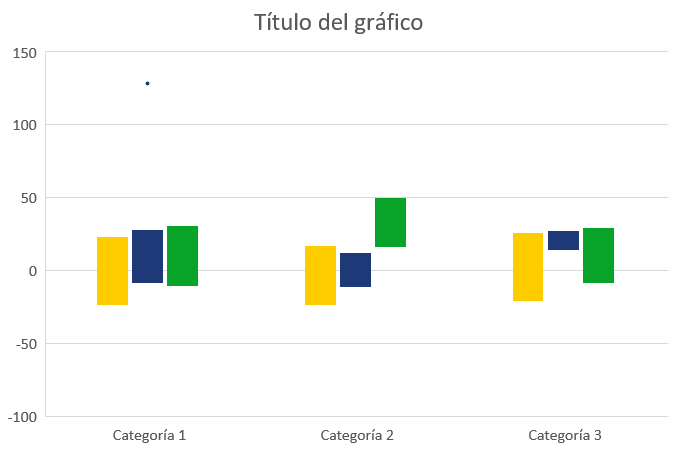 Título del gráfico
150
100
50
0
-50
-100
Categoría 1
Categoría 2
Categoría 3